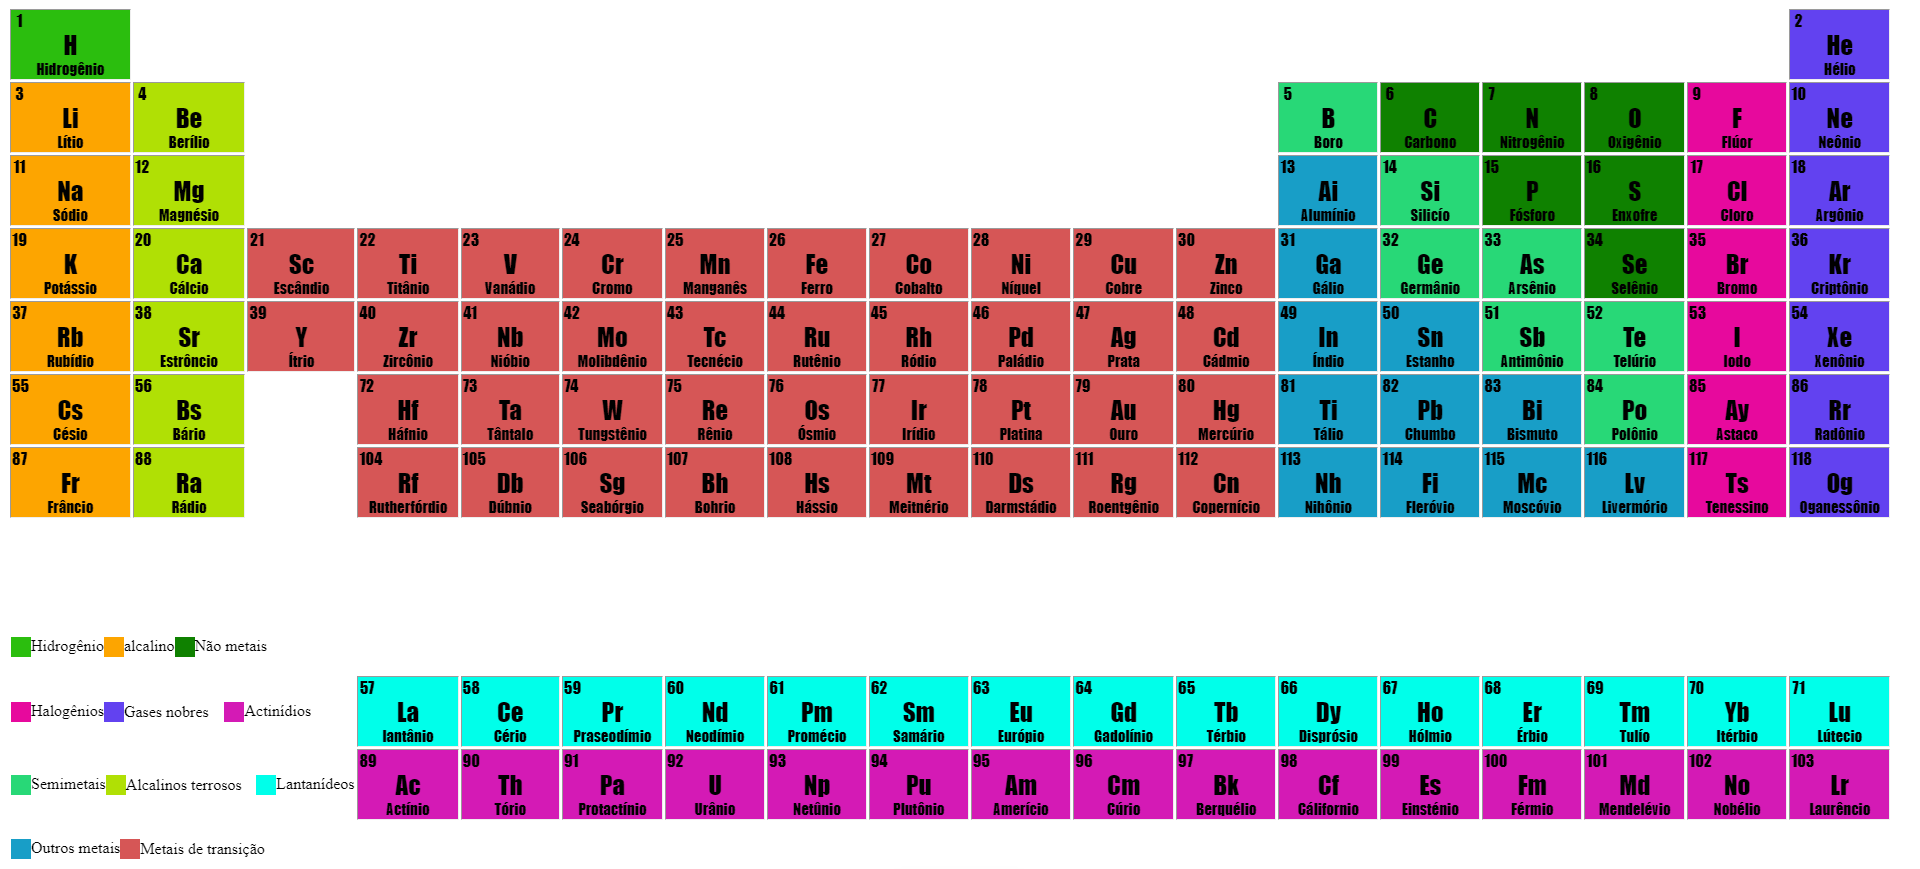 1 2
H He
Hidrogênio Hélio
3 4 5 6 7 8 9 10
Li Be B C N O F Ne
Lítio Berílio Boro Carbono Nitrogênio Oxigênio Flúor Neônio
11 12 13 14 15 16 17 18
Na Mg Ai Si P S Cl Ar
Sódio Magnésio Alumínio Silicío Fósforo Enxofre Cloro Argônio
19 20 21 22 23 24 25 26 27 28 29 30 31 32 33 34 35 36
K Ca Sc Ti V Cr Mn Fe Co Ni Cu Zn Ga Ge As Se Br Kr
Potássio Cálcio Escândio Titânio Vanádio Cromo Manganês Ferro Cobalto Níquel Cobre Zinco Gálio Germânio Arsênio Selênio Bromo Criptônio
37 38 39 40 41 42 43 44 45 46 47 48 49 50 51 52 53 54
Rb Sr Y Zr Nb Mo Tc Ru Rh Pd Ag Cd In Sn Sb Te I Xe
Rubídio Estrôncio Ítrio Zircônio Nióbio Molibdênio Tecnécio Rutênio Ródio Paládio Prata Cádmio Índio Estanho Antimônio Telúrio Iodo Xenônio
55 56 72 73 74 75 76 77 78 79 80 81 82 83 84 85 86
Cs Bs Hf Ta W Re Os Ir Pt Au Hg Ti Pb Bi Po Ay Rr
Césio Bário Háfnio Tântalo Tungstênio Rênio Ósmio Irídio Platina Ouro Mercúrio Tálio Chumbo Bismuto Polônio Astaco Radônio
87 88 104 105 106 107 108 109 110 111 112 113 114 115 116 117 118
Fr Ra Rf Db Sg Bh Hs Mt Ds Rg Cn Nh Fi Mc Lv Ts Og
Frâncio Rádio Rutherfórdio Dúbnio Seabórgio Bohrio Hássio Meitnério Darmstádio Roentgênio Copernício Nihônio Fleróvio Moscóvio Livermório Tenessino Oganessônio
Hidrogênio alcalino Não metais
57 58 59 60 61 62 63 64 65 66 67 68 69 70 71
Halogênios Gases nobres Actinídios La Ce Pr Nd Pm Sm Eu Gd Tb Dy Ho Er Tm Yb Lu
lantânio Cério Praseodímio Neodímio Promécio Samário Európio Gadolínio Térbio Disprósio Hólmio Érbio Tulío Itérbio Lútecio
89 90 91 92 93 94 95 96 97 98 99 100 101 102 103
Semimetais Alcalinos terrosos Lantanídeos Ac Th Pa U Np Pu Am Cm Bk Cf Es Fm Md No Lr
Actínio Tório Protactínio Urânio Netûnio Plutônio Amerício Cúrio Berquélio Cálifornio Einsténio Férmio Mendelévio Nobélio Laurêncio
Outros metais Metais de transição